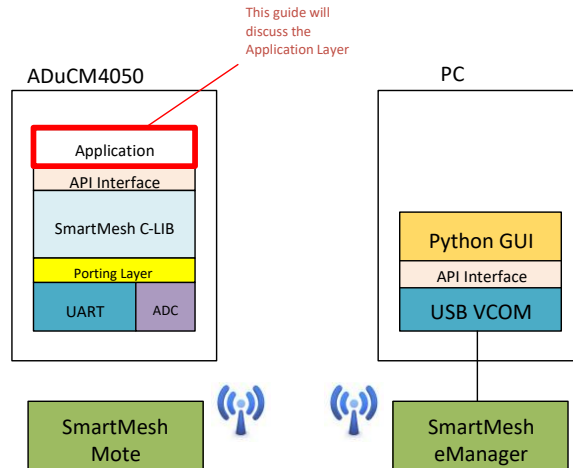 This guide will
discuss the
Application Layer
ADuCM4050
PC
Application
API Interface
SmartMesh C-LIB
Porting Layer
UART
ADC
Python GUI
API Interface
USB VCOM
SmartMesh
Mote
SmartMesh
eManager